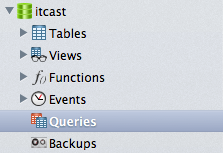 itcast
Tables
Views
Functions
Events
Queries
Backups